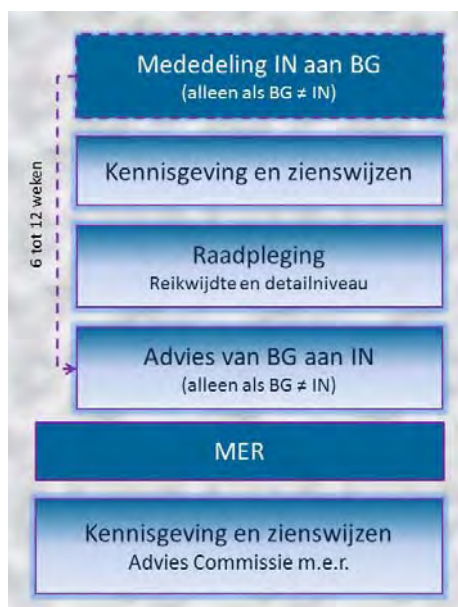 Mededeling IN aan BG
(alleen als BG ≠ IN)
6 tot 12 weken
Kennisgeving en zienswijzen
Raadpleging
Reikwijdte en detailniveau
Advies van BG aan IN
(alleen als BG ≠ IN)
MER
Kennisgeving en zienswijzen
Advies Commissie m.e.r.